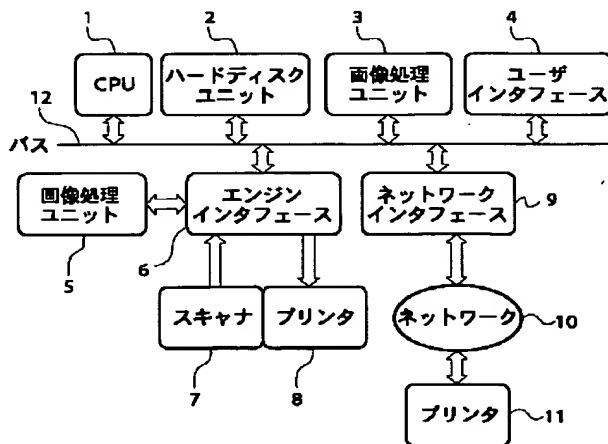 1
2
3
4
CPU
ハードディスク
ユニット
画像処理
ユニット
ユーザ
インタフェース
12
バス
画像処理
ユニット
5
エンジン
インタフェース
6
ネットワーク
インタフェース
9
スキャナ
7
プリンタ
8
ネットワーク
10
プリンタ
11